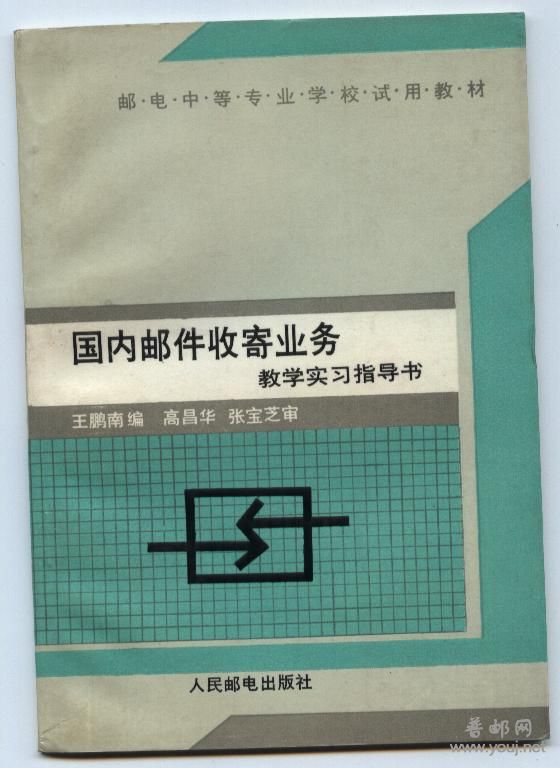 邮·电·中·等·专·业·学·校·试·用·教·材
国内邮件收寄业务
教学实习指导书
王鹏南编 高昌华 张宝芝审
人民邮电出版社
普邮网
www.youj.net